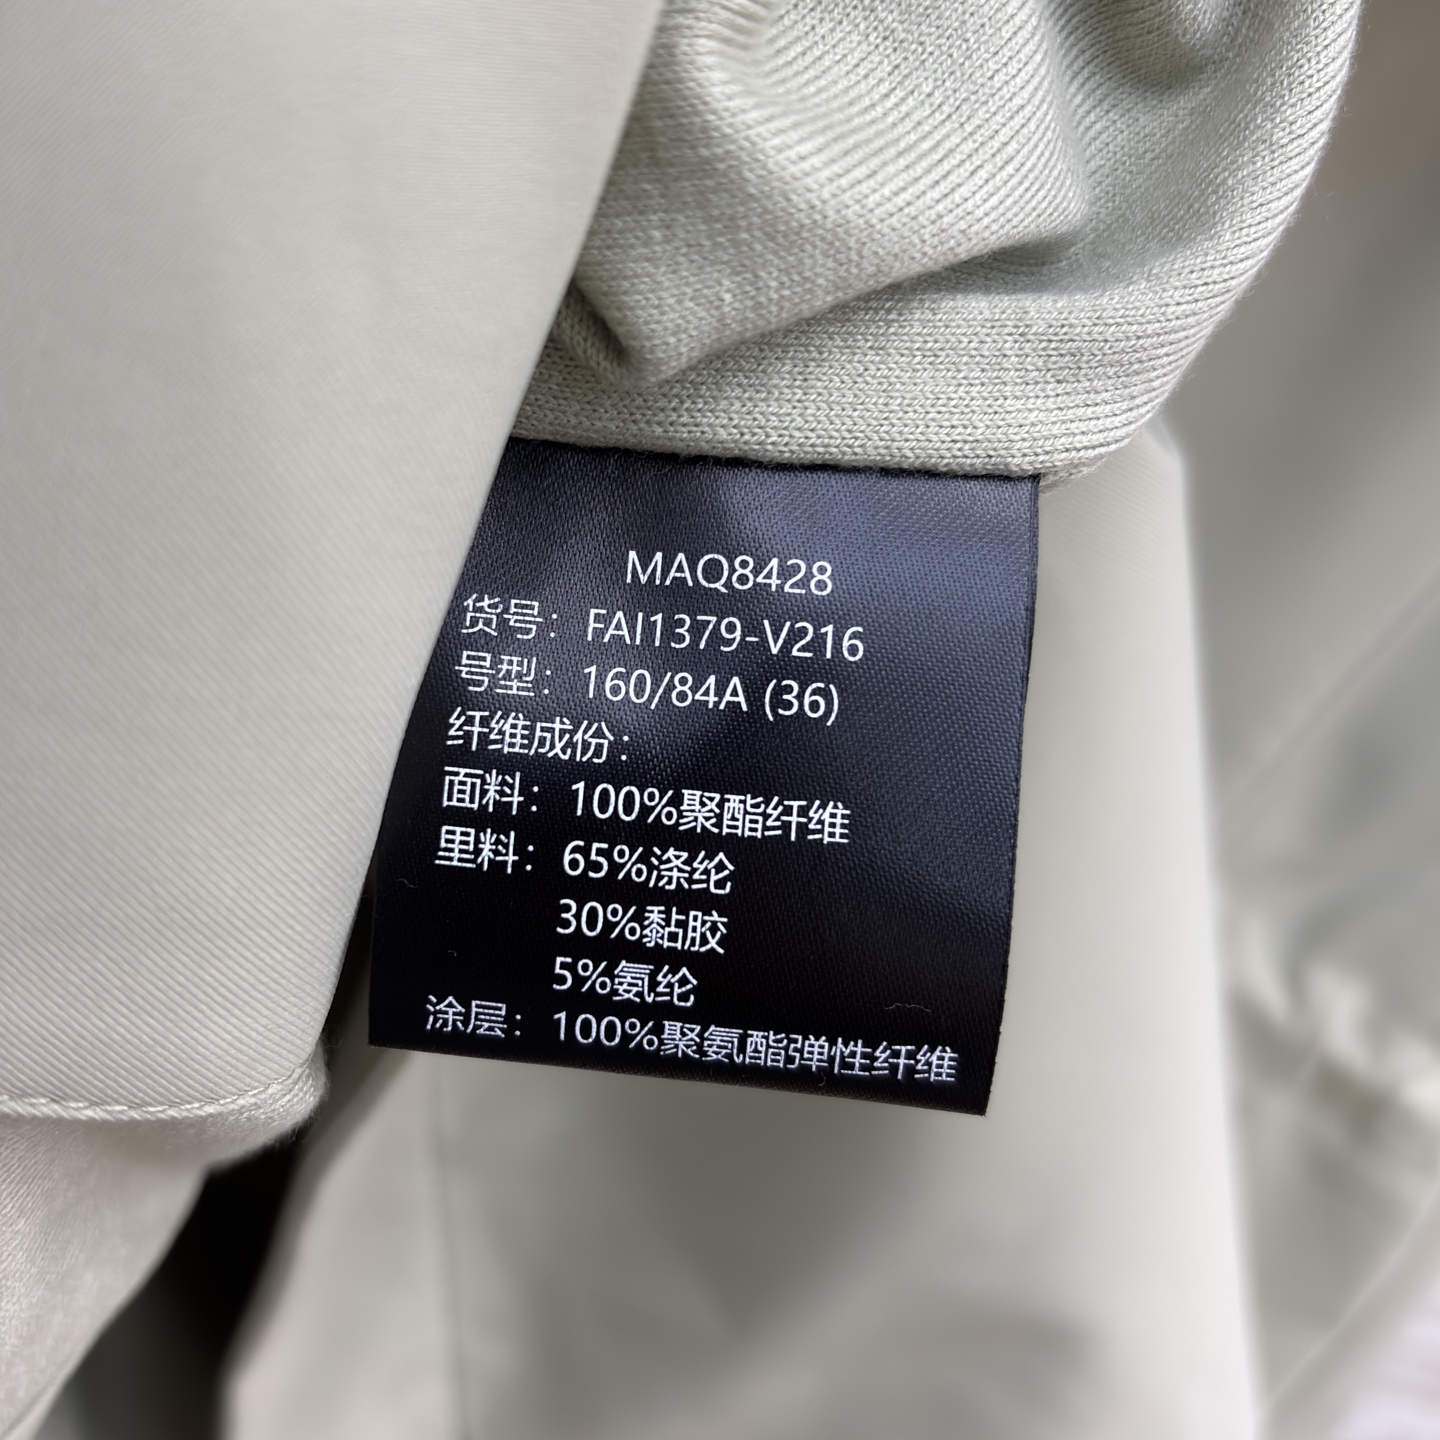 MAQ8428
货号：FAI1379-V216
号型：160/84A (36)
纤维成份：
面料：100%聚酯纤维
里料：65%涤纶
30%黏胶
5%氨纶
涂层：100%聚氨酯弹性纤维